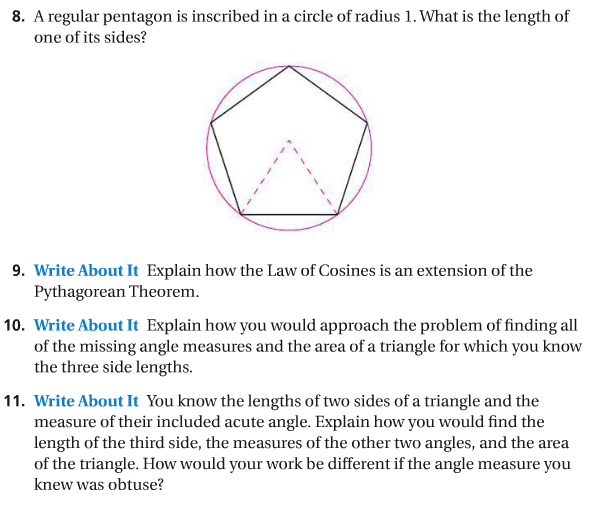 8. A regular pentagon is inscribed in a circle of radius 1. What is the length of
one of its sides?
9. Write About It Explain how the Law of Cosines is an extension of the
Pythagorean Theorem.
10. Write About It Explain how you would approach the problem of finding all
of the missing angle measures and the area of a triangle for which you know
the three side lengths.
11. Write About It You know the lengths of two sides of a triangle and the
measure of their included acute angle. Explain how you would find the
length of the third side, the measures of the other two angles, and the area
of the triangle. How would your work be different if the angle measure you
knew was obtuse?